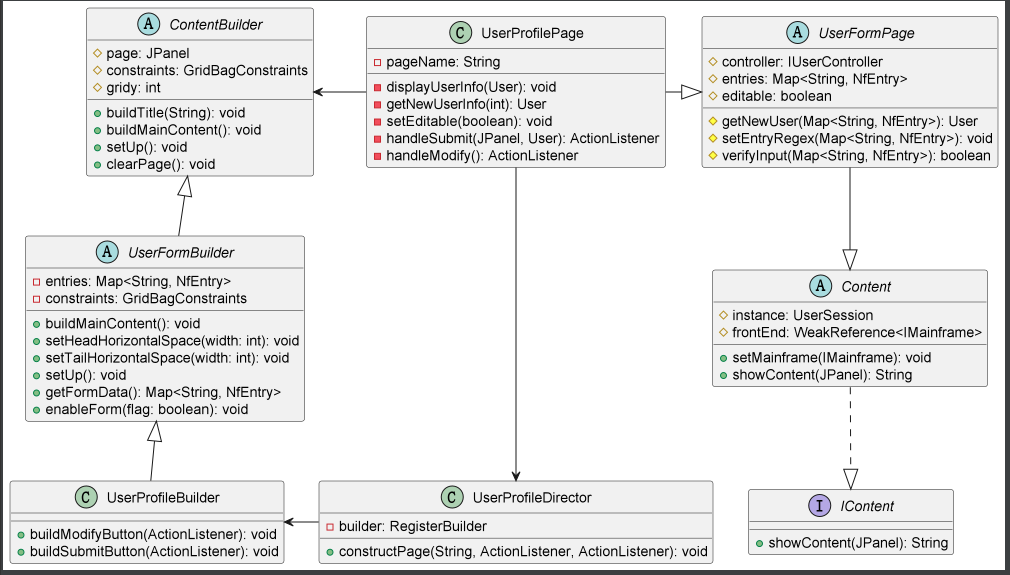 A ContentBuilder
page: JPanel
constraints: GridBagConstraints
gridy: int
buildTitle(String): void
buildMainContent(): void
setUp(): void
clearPage(): void
C UserProfilePage
pageName: String
displayUserInfo(User): void
getNewUserInfo(int): User
setEditable(boolean): void
handleSubmit(JPanel, User): ActionListener
handleModify(): ActionListener
A UserFormPage
controller: IUserController
entries: Map<String, NfEntry>
editable: boolean
getNewUser(Map<String, NfEntry>): User
setEntryRegex(Map<String, NfEntry>): void
verifyInput(Map<String, NfEntry>): boolean
A UserFormBuilder
entries: Map<String, NfEntry>
constraints: GridBagConstraints
buildMainContent(): void
setHeadHorizontalSpace(width: int): void
setTailHorizontalSpace(width: int): void
setUp(): void
getFormData(): Map<String, NfEntry>
enableForm(flag: boolean): void
A Content
instance: UserSession
frontEnd: WeakReference<IMainframe>
setMainframe(IMainframe): void
showContent(JPanel): String
C UserProfileBuilder
buildModifyButton(ActionListener): void
buildSubmitButton(ActionListener): void
C UserProfileDirector
builder: RegisterBuilder
constructPage(String, ActionListener, ActionListener): void
I IContent
showContent(JPanel): String